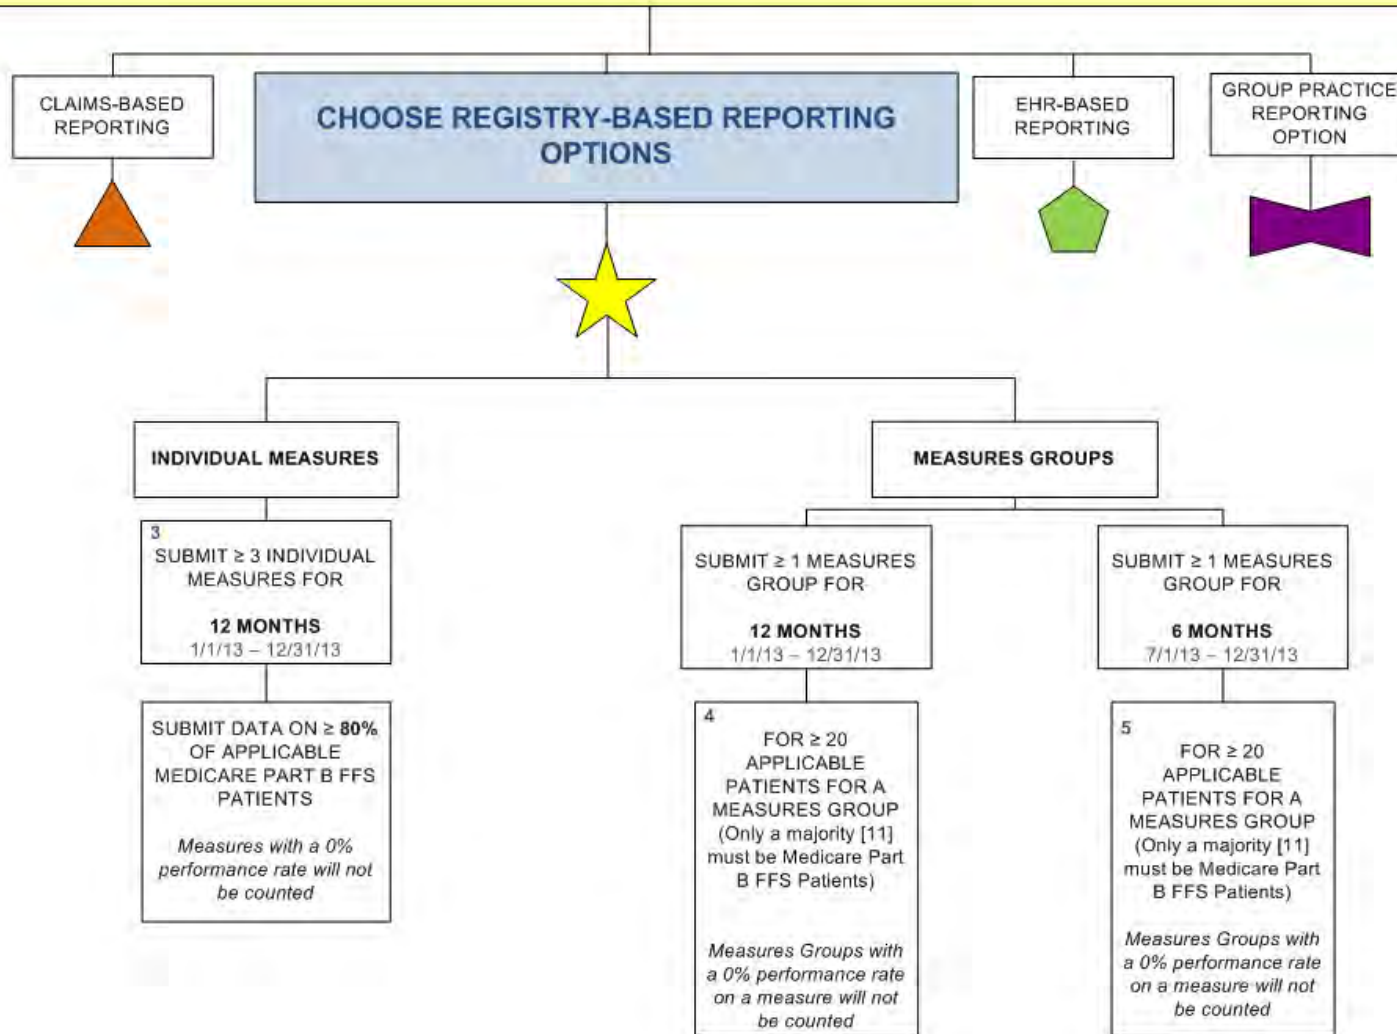 CLAIMS-BASED
REPORTING
CHOOSE REGISTRY-BASED REPORTING
OPTIONS
EHR-BASED
REPORTING
GROUP PRACTICE
REPORTING
OPTION
INDIVIDUAL MEASURES
MEASURES GROUPS
3
SUBMIT ≥ 3 INDIVIDUAL
MEASURES FOR
12 MONTHS
1/1/13 – 12/31/13
SUBMIT ≥ 1 MEASURES
GROUP FOR
12 MONTHS
1/1/13 – 12/31/13
SUBMIT ≥ 1 MEASURES
GROUP FOR
6 MONTHS
7/1/13 – 12/31/13
SUBMIT DATA ON ≥ 80%
OF APPLICABLE
MEDICARE PART B FFS
PATIENTS
Measures with a 0%
performance rate will not
be counted
4
FOR ≥ 20
APPLICABLE
PATIENTS FOR A
MEASURES GROUP
(Only a majority [11]
must be Medicare Part
B FFS Patients)
Measures Groups with
a 0% performance rate
on a measure will not
be counted
5
FOR ≥ 20
APPLICABLE
PATIENTS FOR A
MEASURES GROUP
(Only a majority [11]
must be Medicare Part
B FFS Patients)
Measures Groups with
a 0% performance rate
on a measure will not
be counted